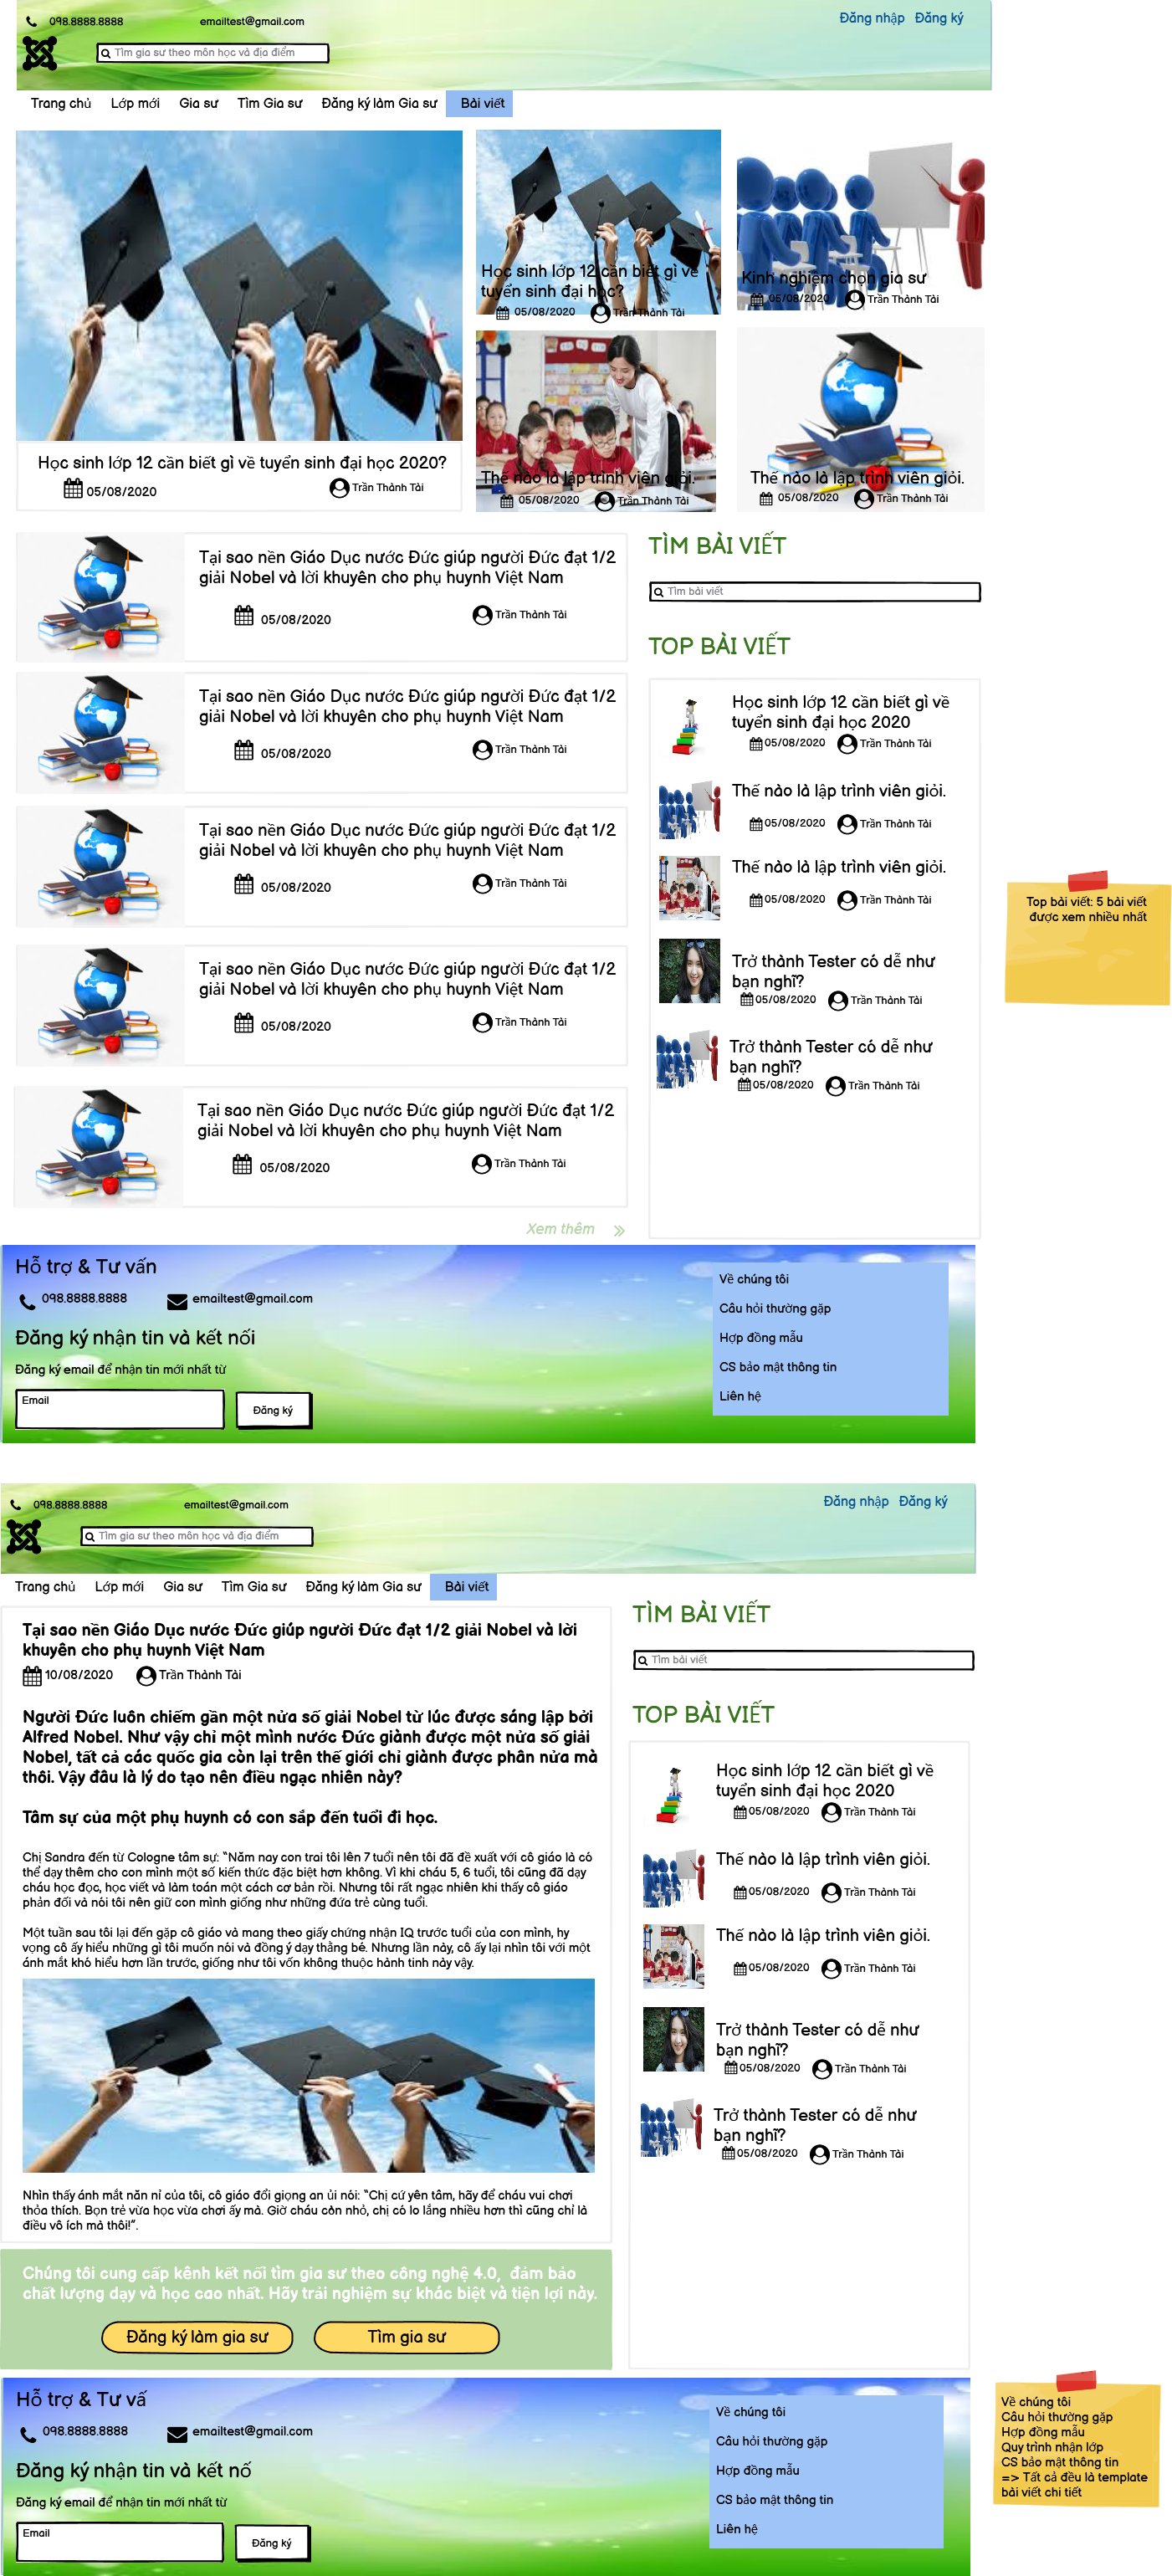 098.8888.8888
emailtest@gmail.com
Đăng nhập Đăng ký
Tìm gia sư theo môn học và địa điểm
Trang chủ Lớp mới Gia sư Tìm Gia sư Đăng ký làm Gia sư Bài viết
Học sinh lớp 12 cần biết gì về tuyển sinh đại học 2020?
05/08/2020 Trần Thành Tài
Học sinh lớp 12 cần biết gì về
tuyển sinh đại học?
05/08/2020 Trần Thành Tài
Kinh nghiệm chọn gia sư
05/08/2020 Trần Thành Tài
Thế nào là lập trình viên giỏi.
05/08/2020 Trần Thành Tài
Thế nào là lập trình viên giỏi.
05/08/2020 Trần Thành Tài
Tại sao nền Giáo Dục nước Đức giúp người Đức đạt 1/2
giải Nobel và lời khuyên cho phụ huynh Việt Nam
05/08/2020 Trần Thành Tài
Tại sao nền Giáo Dục nước Đức giúp người Đức đạt 1/2
giải Nobel và lời khuyên cho phụ huynh Việt Nam
05/08/2020 Trần Thành Tài
Tại sao nền Giáo Dục nước Đức giúp người Đức đạt 1/2
giải Nobel và lời khuyên cho phụ huynh Việt Nam
05/08/2020 Trần Thành Tài
Tại sao nền Giáo Dục nước Đức giúp người Đức đạt 1/2
giải Nobel và lời khuyên cho phụ huynh Việt Nam
05/08/2020 Trần Thành Tài
Tại sao nền Giáo Dục nước Đức giúp người Đức đạt 1/2
giải Nobel và lời khuyên cho phụ huynh Việt Nam
05/08/2020 Trần Thành Tài
Xem thêm
TÌM BÀI VIẾT
Tìm bài viết
TOP BÀI VIẾT
Học sinh lớp 12 cần biết gì về
tuyển sinh đại học 2020
05/08/2020 Trần Thành Tài
Thế nào là lập trình viên giỏi.
05/08/2020 Trần Thành Tài
Thế nào là lập trình viên giỏi.
05/08/2020 Trần Thành Tài
Trở thành Tester có dễ như
bạn nghĩ?
05/08/2020 Trần Thành Tài
Trở thành Tester có dễ như
bạn nghĩ?
05/08/2020 Trần Thành Tài
Top bài viết: 5 bài viết
được xem nhiều nhất
Hỗ trợ & Tư vấn
098.8888.8888 emailtest@gmail.com
Đăng ký nhận tin và kết nối
Đăng ký email để nhận tin mới nhất từ
Email
Đăng ký
Về chúng tôi
Câu hỏi thường gặp
Hợp đồng mẫu
CS bảo mật thông tin
Liên hệ
098.8888.8888
emailtest@gmail.com
Đăng nhập Đăng ký
Tìm gia sư theo môn học và địa điểm
Trang chủ Lớp mới Gia sư Tìm Gia sư Đăng ký làm Gia sư Bài viết
Tại sao nền Giáo Dục nước Đức giúp người Đức đạt 1/2 giải Nobel và lời
khuyên cho phụ huynh Việt Nam
10/08/2020 Trần Thành Tài
Người Đức luôn chiếm gần một nửa số giải Nobel từ lúc được sáng lập bởi
Alfred Nobel. Như vậy chỉ một mình nước Đức giành được một nửa số giải
Nobel, tất cả các quốc gia còn lại trên thế giới chỉ giành được phân nửa mà
thôi. Vậy đâu là lý do tạo nên điều ngạc nhiên này?
Tâm sự của một phụ huynh có con sắp đến tuổi đi học.
Chị Sandra đến từ Cologne tâm sự: “Năm nay con trai tôi lên 7 tuổi nên tôi đã đề xuất với cô giáo là có
thể dạy thêm cho con mình một số kiến thức đặc biệt hơn không. Vì khi cháu 5, 6 tuổi, tôi cũng đã dạy
cháu học đọc, học viết và làm toán một cách cơ bản rồi. Nhưng tôi rất ngạc nhiên khi thấy cô giáo
phản đối và nói tôi nên giữ con mình giống như những đứa trẻ cùng tuổi.
Một tuần sau tôi lại đến gặp cô giáo và mang theo giấy chứng nhận IQ trước tuổi của con mình, hy
vọng cô ấy hiểu những gì tôi muốn nói và đồng ý dạy thằng bé. Nhưng lần này, cô ấy lại nhìn tôi với một
ánh mắt khó hiểu hơn lần trước, giống như tôi vốn không thuộc hành tinh này vậy.
Nhìn thấy ánh mắt năn nỉ của tôi, cô giáo đổi giọng an ủi nói: “Chị cứ yên tâm, hãy để cháu vui chơi
thỏa thích. Bọn trẻ vừa học vừa chơi ấy mà. Giờ cháu còn nhỏ, chị có lo lắng nhiều hơn thì cũng chỉ là
điều vô ích mà thôi!”.
Chúng tôi cung cấp kênh kết nối tìm gia sư theo công nghệ 4.0, đảm bảo
chất lượng dạy và học cao nhất. Hãy trải nghiệm sự khác biệt và tiện lợi này.
Đăng ký làm gia sư Tìm gia sư
TÌM BÀI VIẾT
Tìm bài viết
TOP BÀI VIẾT
Học sinh lớp 12 cần biết gì về
tuyển sinh đại học 2020
05/08/2020 Trần Thành Tài
Thế nào là lập trình viên giỏi.
05/08/2020 Trần Thành Tài
Thế nào là lập trình viên giỏi.
05/08/2020 Trần Thành Tài
Trở thành Tester có dễ như
bạn nghĩ?
05/08/2020 Trần Thành Tài
Trở thành Tester có dễ như
bạn nghĩ?
05/08/2020 Trần Thành Tài
Hỗ trợ & Tư vấ
098.8888.8888 emailtest@gmail.com
Đăng ký nhận tin và kết nố
Đăng ký email để nhận tin mới nhất từ
Email
Đăng ký
Về chúng tôi
Câu hỏi thường gặp
Hợp đồng mẫu
CS bảo mật thông tin
Liên hệ
Về chúng tôi
Câu hỏi thường gặp
Hợp đồng mẫu
Quy trình nhận lớp
CS bảo mật thông tin
=> Tất cả đều là template
bài viết chi tiết